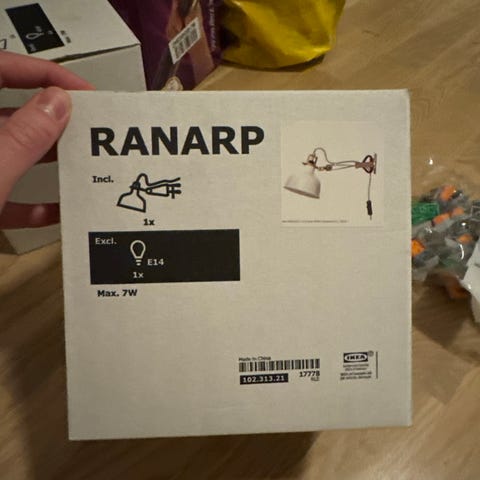 RANARP
Incl.
1x
Excl.
E14
1x
Max. 7W
Made in China
102.313.21
17778
IKEA